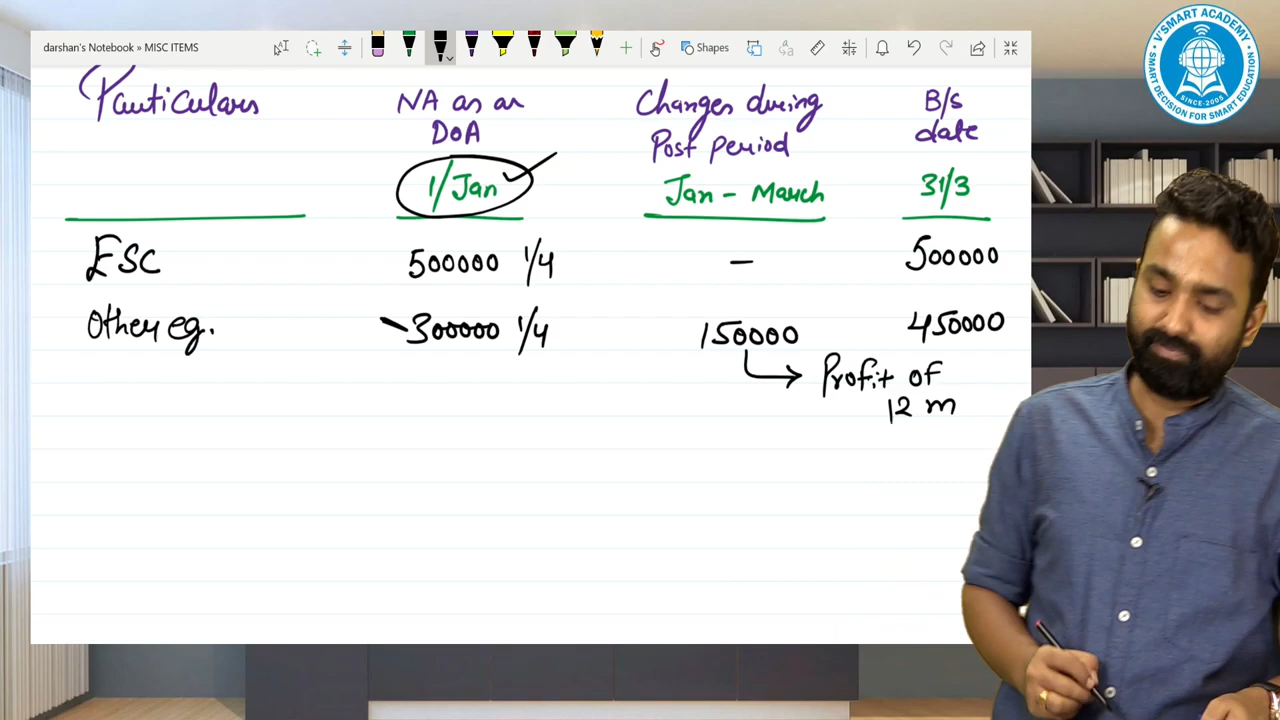 darshan's Notebook » MISC ITEMS
Shapes
V'SMART ACADEMY
SINCE-2005
SMART DECISION FOR SMART EDUCATION
Particulars NA as on DOA Changes during Post period B/s date
1/Jan Jan - March 31/3
ESC 500000 1/4 - 500000
Other eq. 300000 1/4 150000 450000
Profit of
12 m